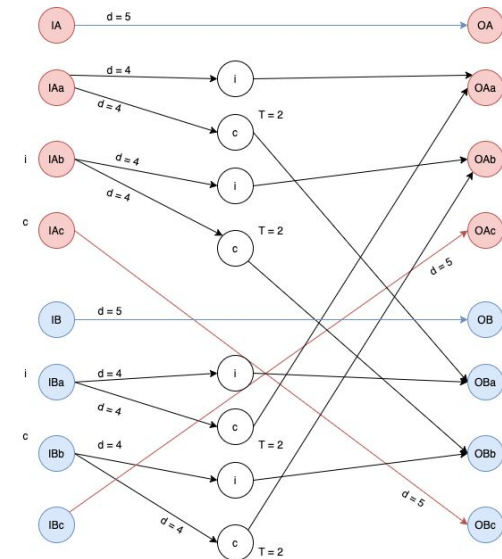 IA d = 5 OA
IAa d = 4 i OAa
d = 4 c T = 2
i IAb d = 4 i OAb
d = 4 c T = 2
c IAc OAc
d = 5
IB d = 5 OB
i IBa d = 4 i OBa
d = 4 c T = 2
c IBb d = 4 i OBb
d = 4 c T = 2
IBc d = 5 OBc